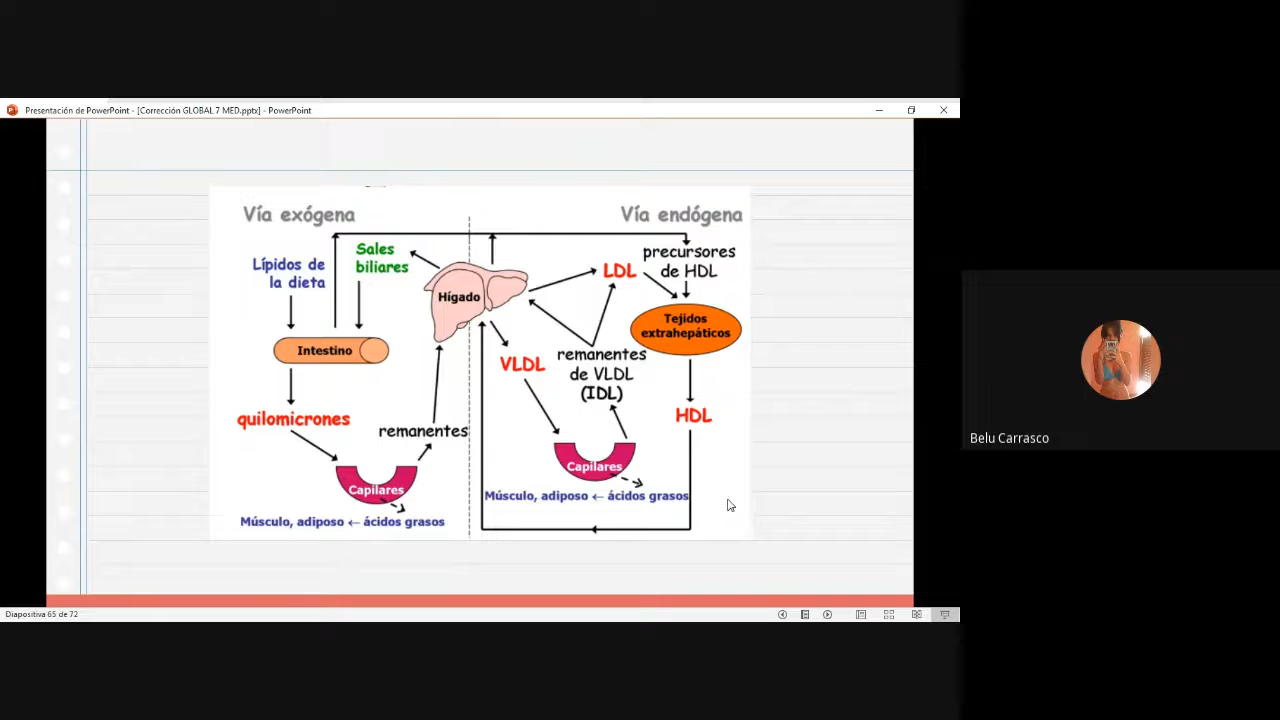 Presentación de PowerPoint - [Corrección GLOBAL 7 MED.pptx] - PowerPoint
Vía exógena
Vía endógena
Lípidos de
la dieta
Sales
biliares
Hígado
LDL
precursores
de HDL
Tejidos
extrahepáticos
Intestino
VLDL
remanentes
de VLDL
(IDL)
quilomicrones
remanentes
HDL
Capilares
Músculo, adiposo ← ácidos grasos
Capilares
Músculo, adiposo ← ácidos grasos
Belu Carrasco
Diapositiva 65 de 72